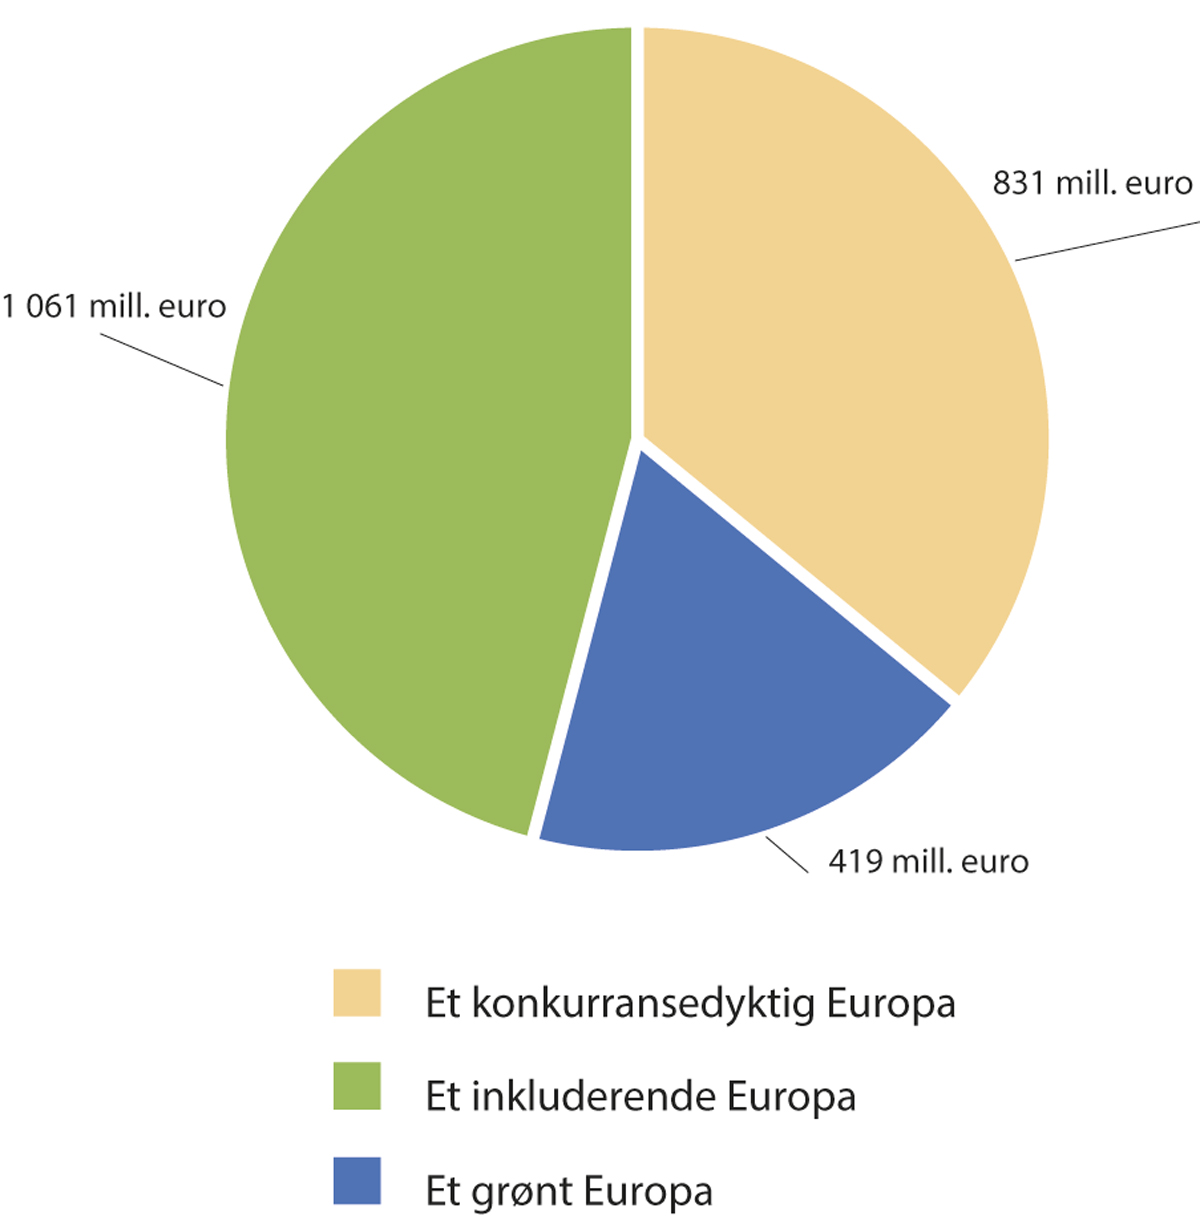 831 mill. euro
1 061 mill. euro
419 mill. euro
Et konkurransedyktig Europa
Et inkluderende Europa
Et grønt Europa